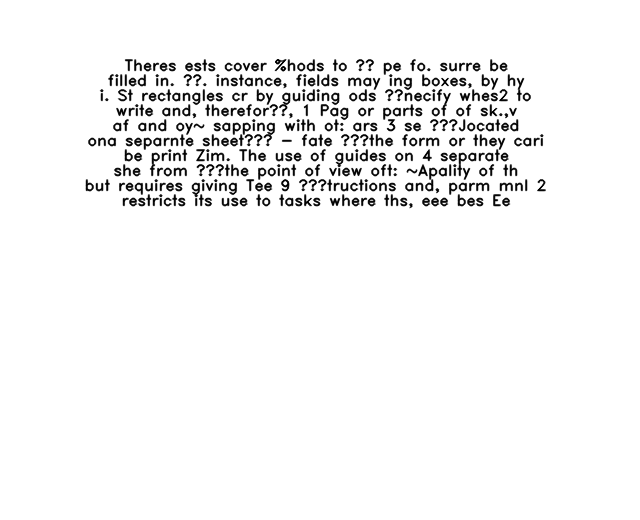 Theres ests cover %hods to ?? pe fo. surre be
filled in. ??. instance, fields may ing boxes, by hy
i. St rectangles cr by guiding ods ??necify whes2 to
write and, therefor??, 1 Pag or parts of of sk.,v
af and oy~ sapping with ot: ars 3 se ???Jocated
ona separnte sheet??? – fate ???the form or they cari
be print Zim. The use of guides on 4 separate
she from ???the point of view oft: ~Apality of th
but requires giving Tee 9 ???tructions and, parm mnl 2
restricts its use to tasks where ths, eee bes Ee